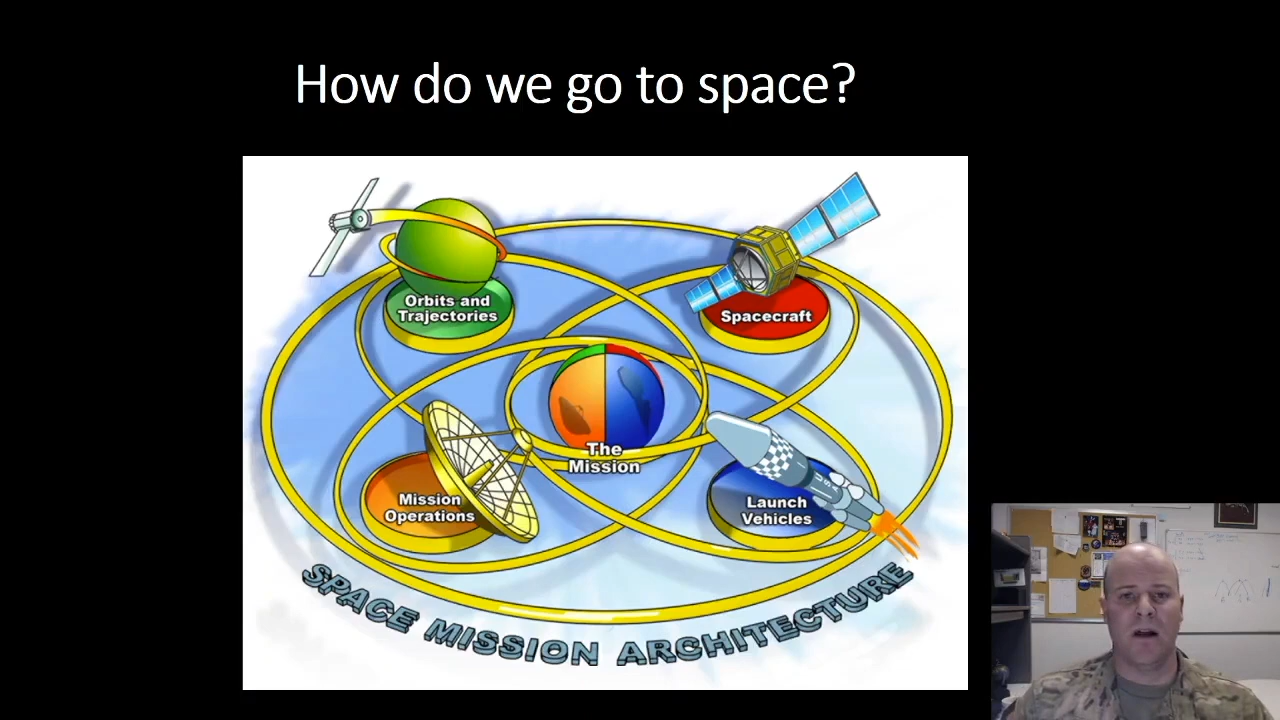 How do we go to space?
Orbits and
Trajectories
Spacecraft
The
Mission
Mission
Operations
Launch
Vehicles
SPACE MISSION ARCHITECTURE